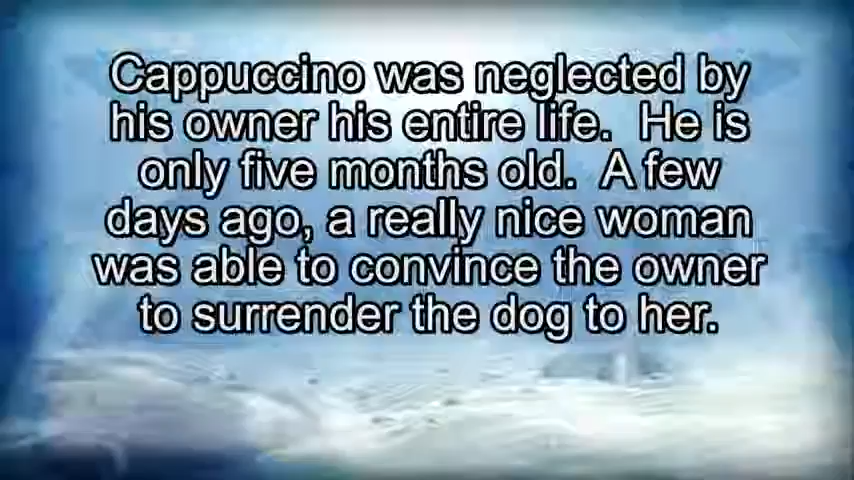 Cappuccino was neglected by
his owner his entire life.  He is
only five months old.  A few
days ago, a really nice woman
was able to convince the owner
to surrender the dog to her.